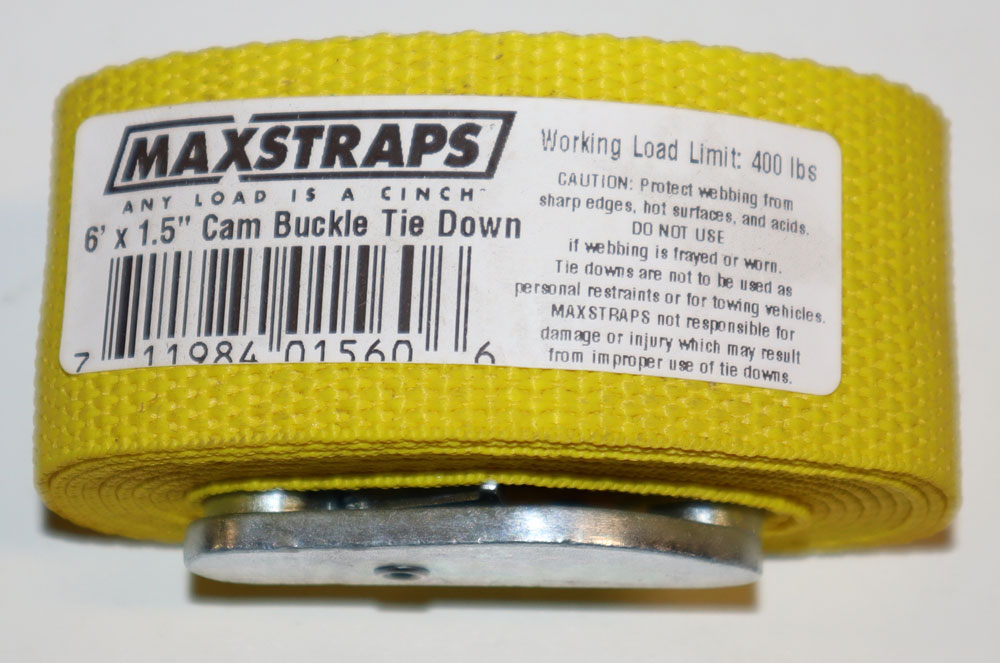 MAXSTRAPS
ANY LOAD IS A CINCH™
6' x 1.5" Cam Buckle Tie Down
7 11984 01560 6
Working Load Limit: 400 lbs
CAUTION: Protect webbing from
sharp edges, hot surfaces, and acids.
DO NOT USE
if webbing is frayed or worn.
Tie downs are not to be used as
personal restraints or for towing vehicles.
MAXSTRAPS not responsible for
damage or injury which may result
from improper use of tie downs.